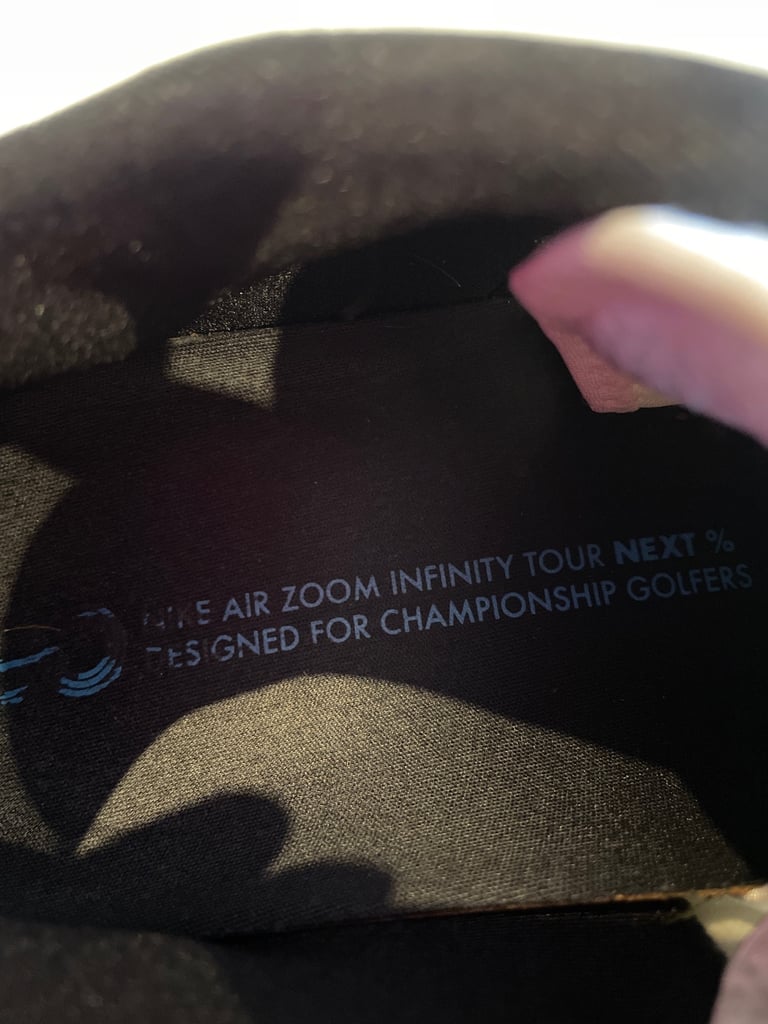 NIKE AIR ZOOM INFINITY TOUR NEXT %
DESIGNED FOR CHAMPIONSHIP GOLFERS